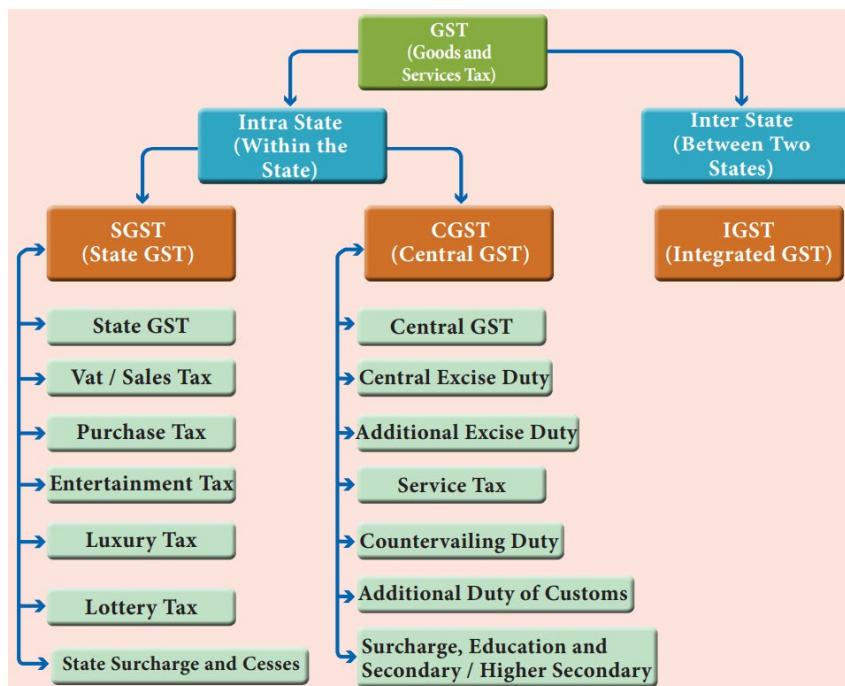 GST
(Goods and
Services Tax)
Intra State
(Within the
State)
Inter State
(Between Two
States)
SGST
(State GST)
CGST
(Central GST)
IGST
(Integrated GST)
State GST
Vat / Sales Tax
Purchase Tax
Entertainment Tax
Luxury Tax
Lottery Tax
State Surcharge and Cesses
Central GST
Central Excise Duty
Additional Excise Duty
Service Tax
Countervailing Duty
Additional Duty of Customs
Surcharge, Education and
Secondary / Higher Secondary